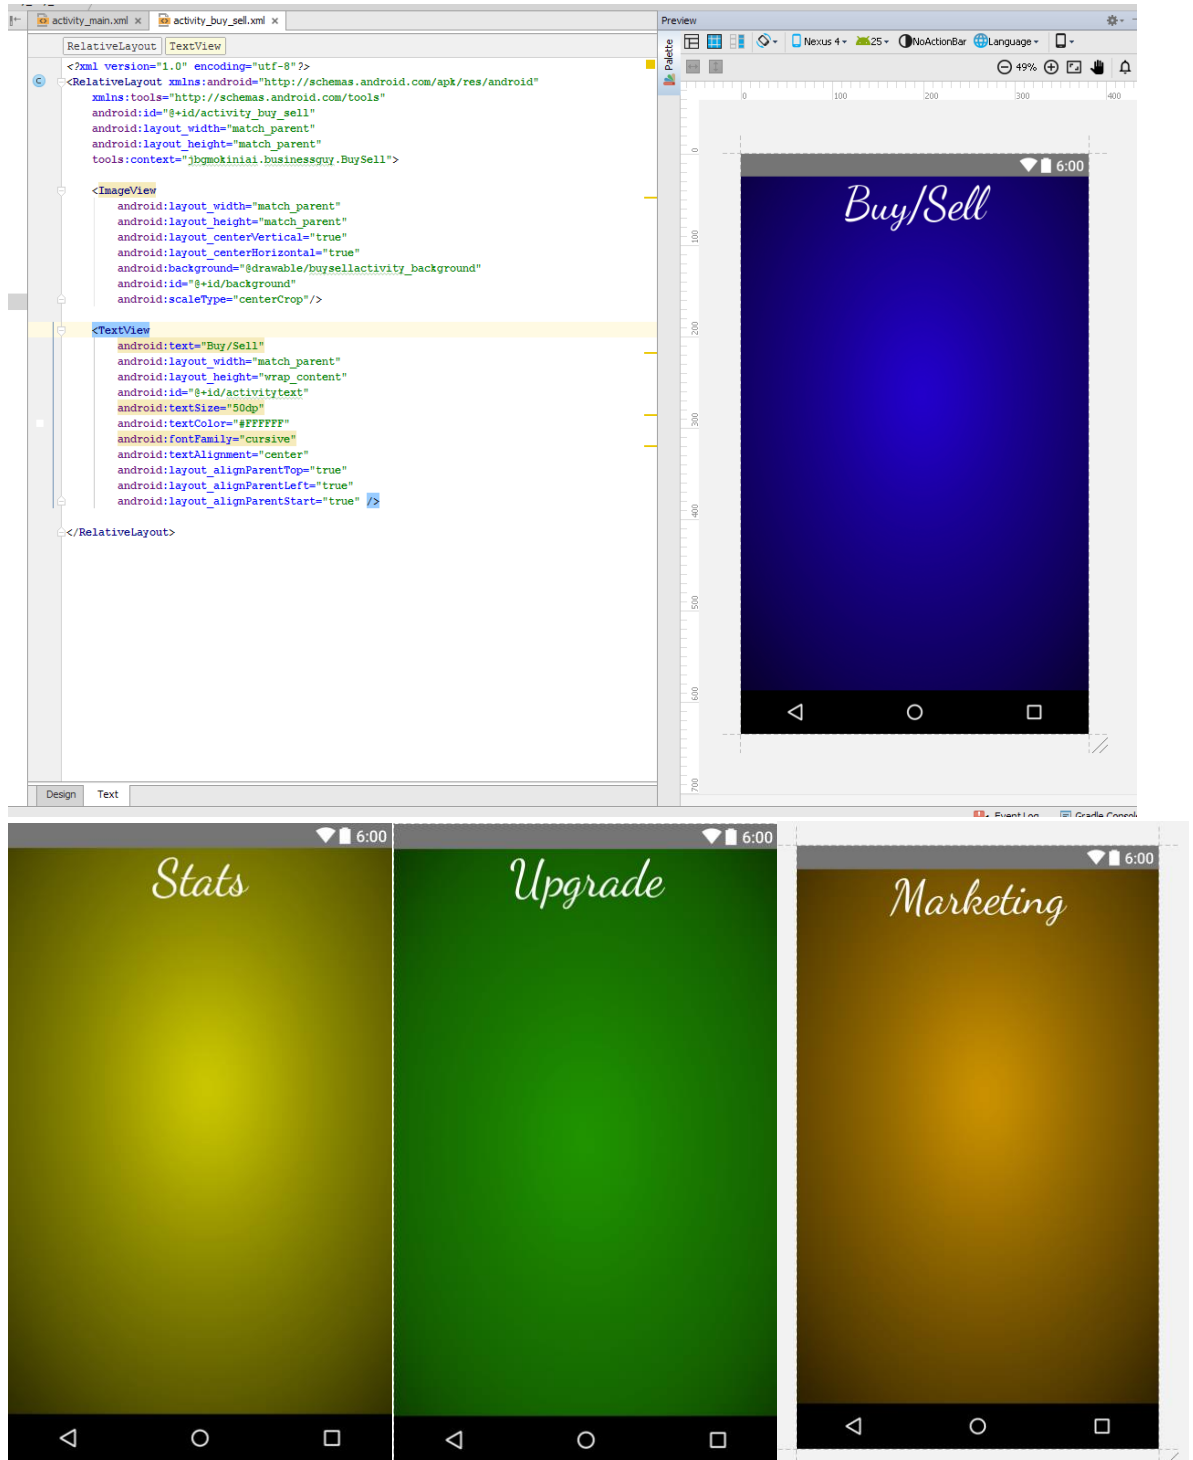 activity_main.xml × activity_buy_sell.xml ×
Preview
RelativeLayout TextView
Nexus 4 25 NoActionBar Language
49%
Palette
<?xml version="1.0" encoding="utf-8"?>
<RelativeLayout xmlns:android="http://schemas.android.com/apk/res/android"
xmlns:tools="http://schemas.android.com/tools"
android:id="@+id/activity_buy_sell"
android:layout_width="match_parent"
android:layout_height="match_parent"
tools:context="jbgmokiniai.businessguy.BuySell">
<ImageView
android:layout_width="match_parent"
android:layout_height="match_parent"
android:layout_centerVertical="true"
android:layout_centerHorizontal="true"
android:background="@drawable/buysellactivity_background"
android:id="@+id/background"
android:scaleType="centerCrop"/>
<TextView
android:text="Buy/Sell"
android:layout_width="match_parent"
android:layout_height="wrap_content"
android:id="@+id/activitytext"
android:textSize="50dp"
android:textColor="#FFFFFF"
android:fontFamily="cursive"
android:textAlignment="center"
android:layout_alignParentTop="true"
android:layout_alignParentLeft="true"
android:layout_alignParentStart="true" />
</RelativeLayout>
Design Text
0 100 200 300 400
0
100
200
300
400
500
600
700
6:00
Buy/Sell
Event Log Gradle Consol
6:00
Stats
6:00
Upgrade
6:00
Marketing